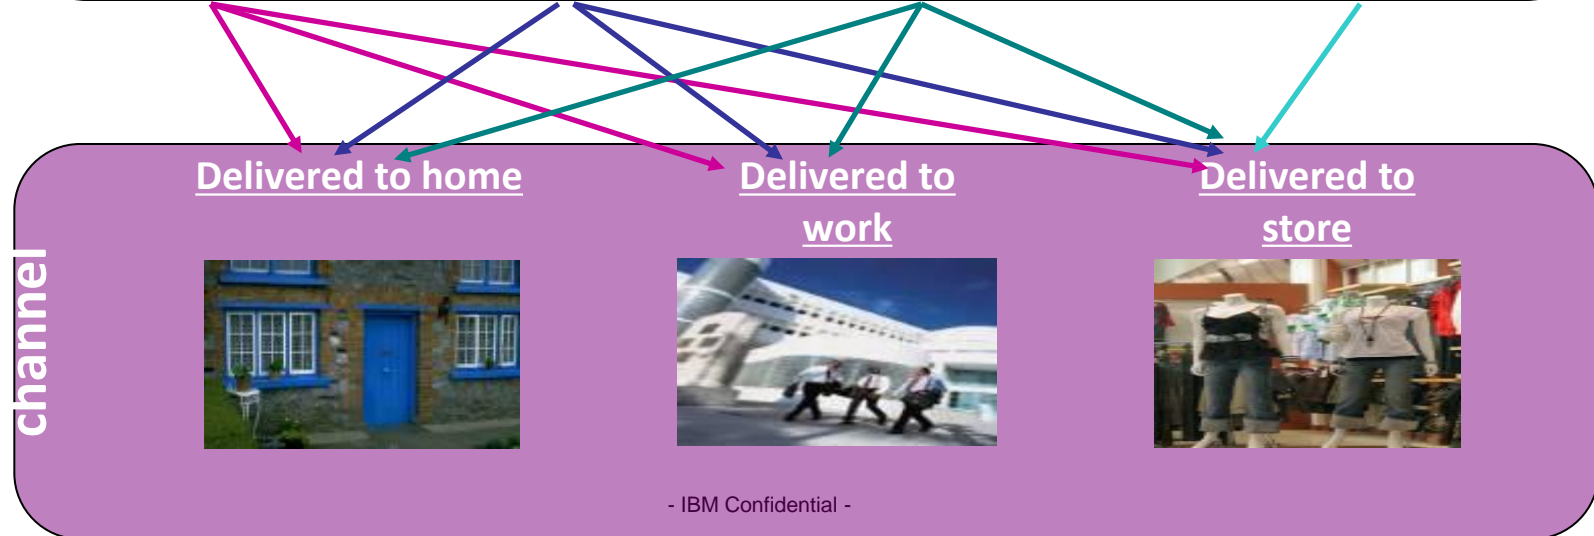 Delivered to home
Delivered to
work
Delivered to
store
channel
- IBM Confidential -